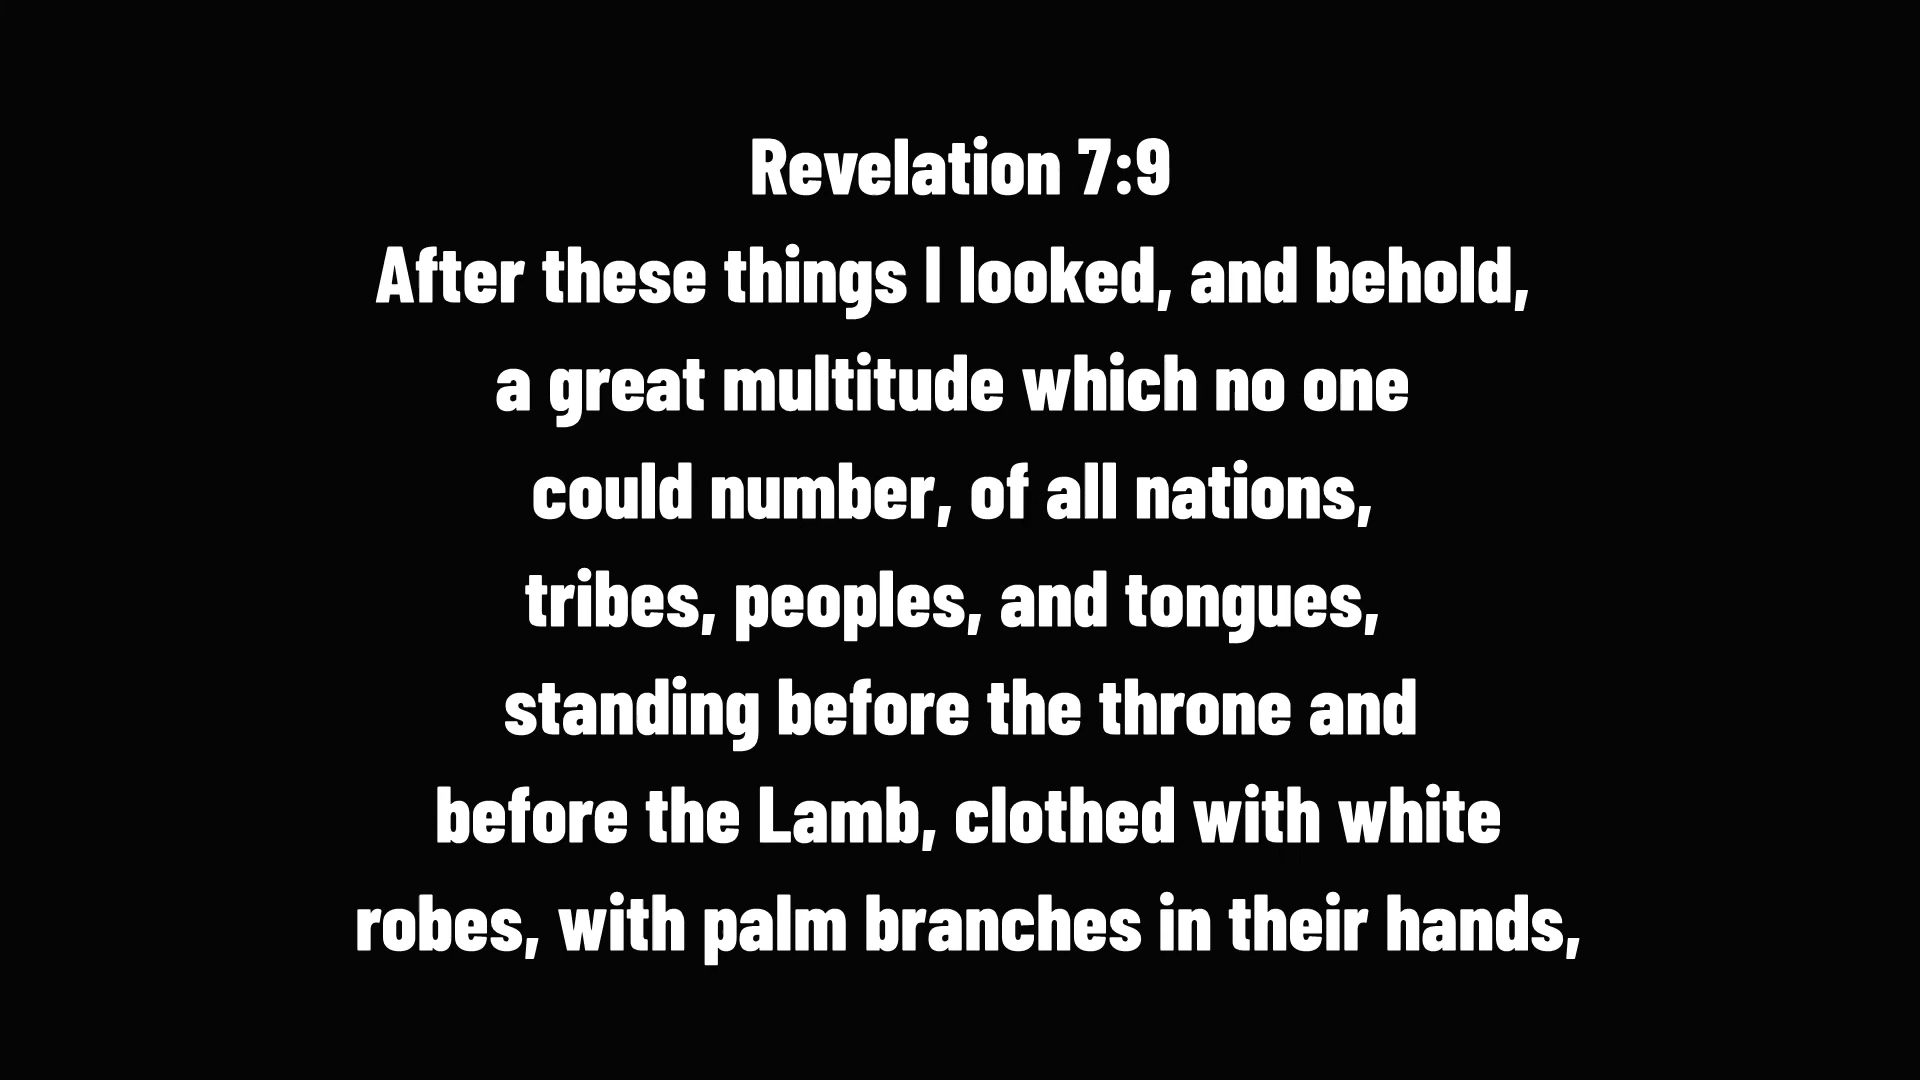 Revelation 7:9
After these things I looked, and behold,
a great multitude which no one
could number, of all nations,
tribes, peoples, and tongues,
standing before the throne and
before the Lamb, clothed with white
robes, with palm branches in their hands,